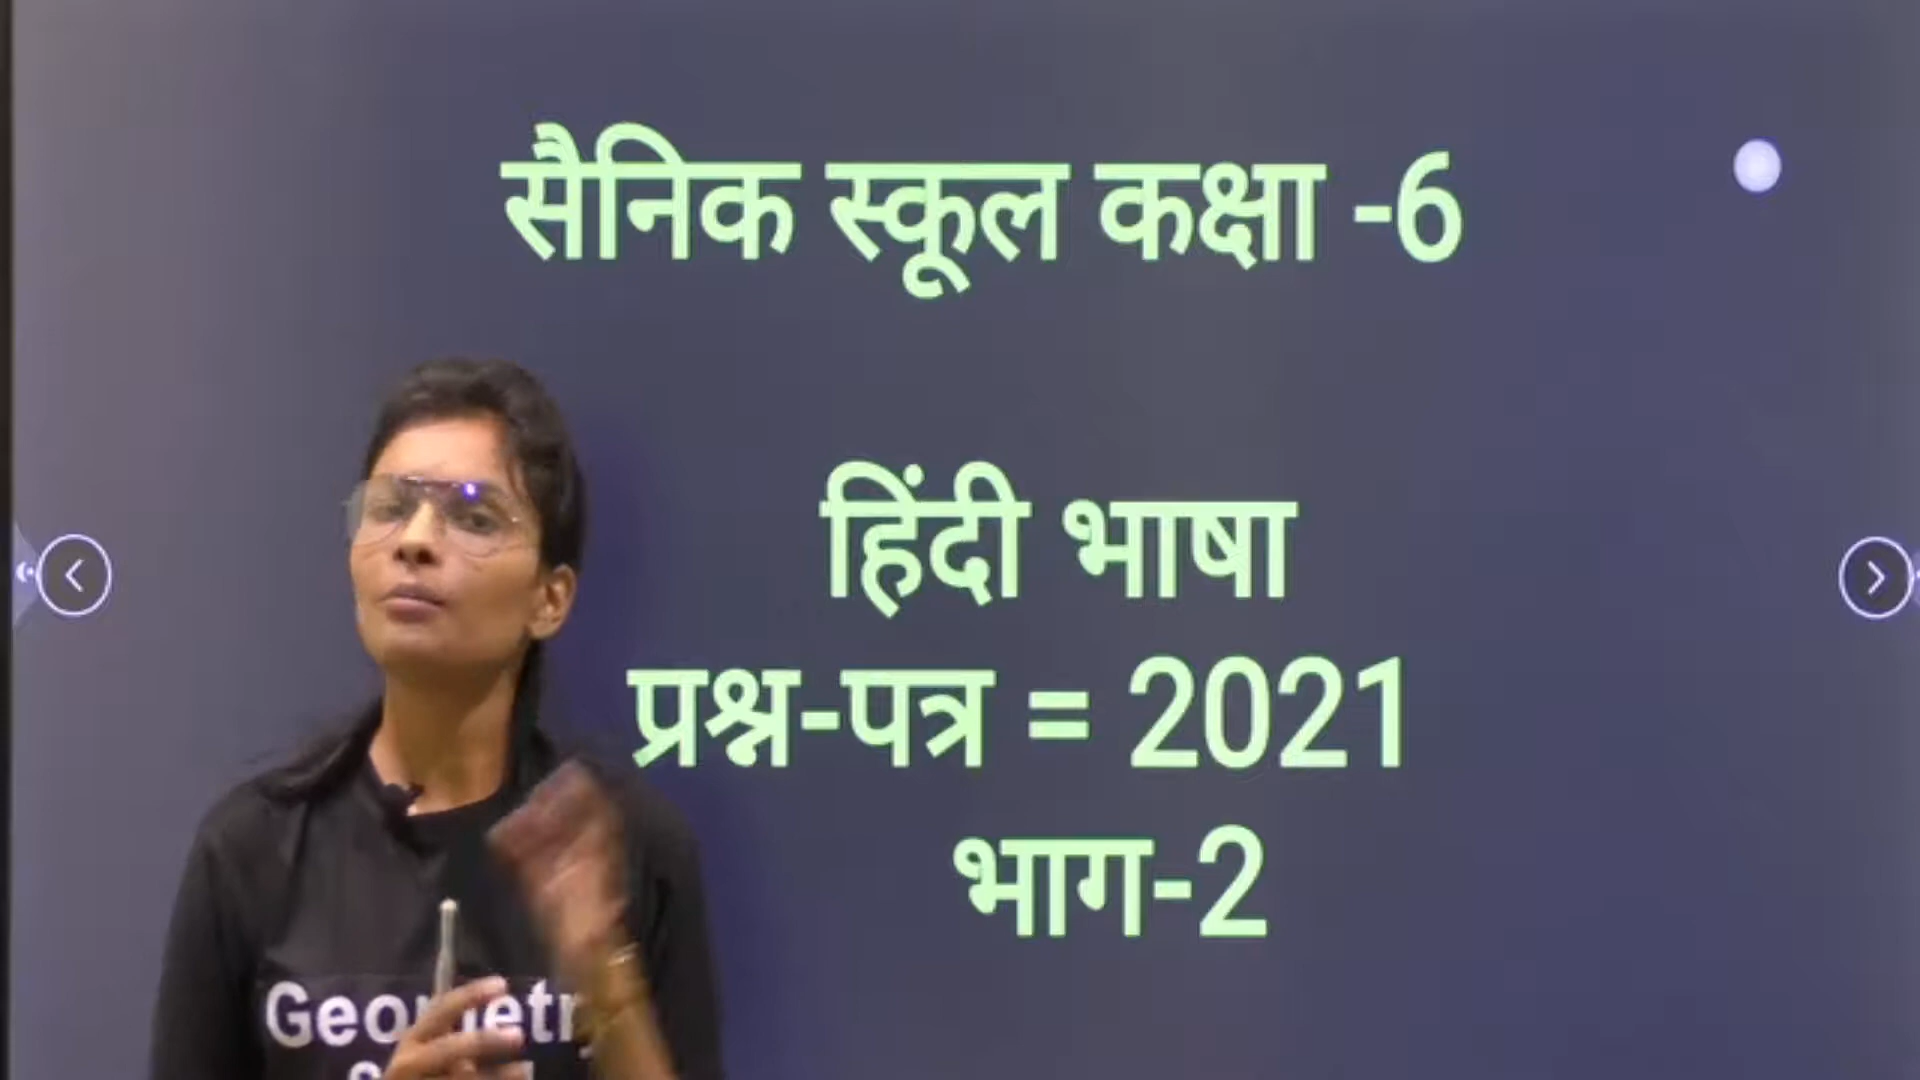 सैनिक स्कूल कक्षा -6
हिंदी भाषा
प्रश्न-पत्र = 2021
भाग-2